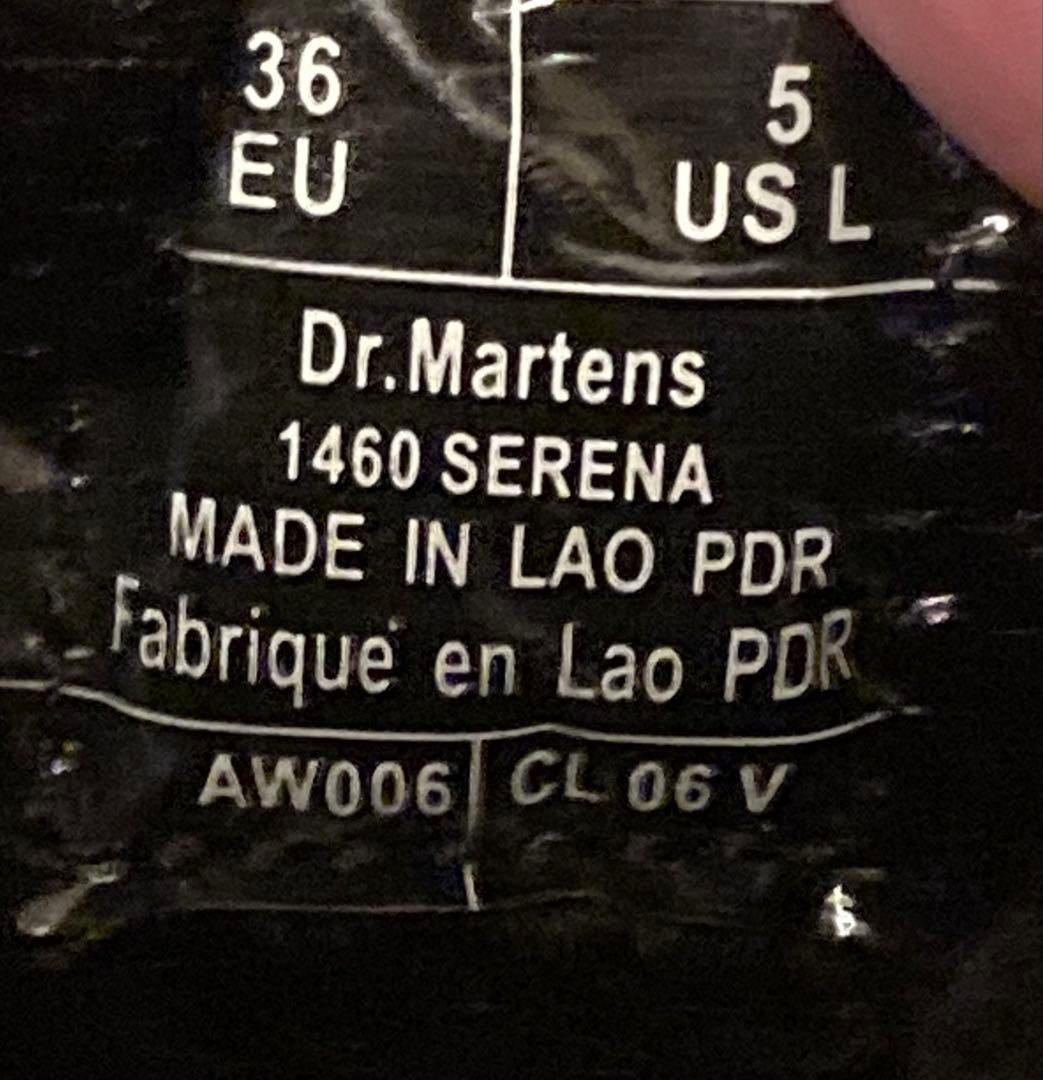 36 5
EU US L
Dr.Martens
1460 SERENA
MADE IN LAO PDR
Fabriqué en Lao PDR
AW006 CL 06 V